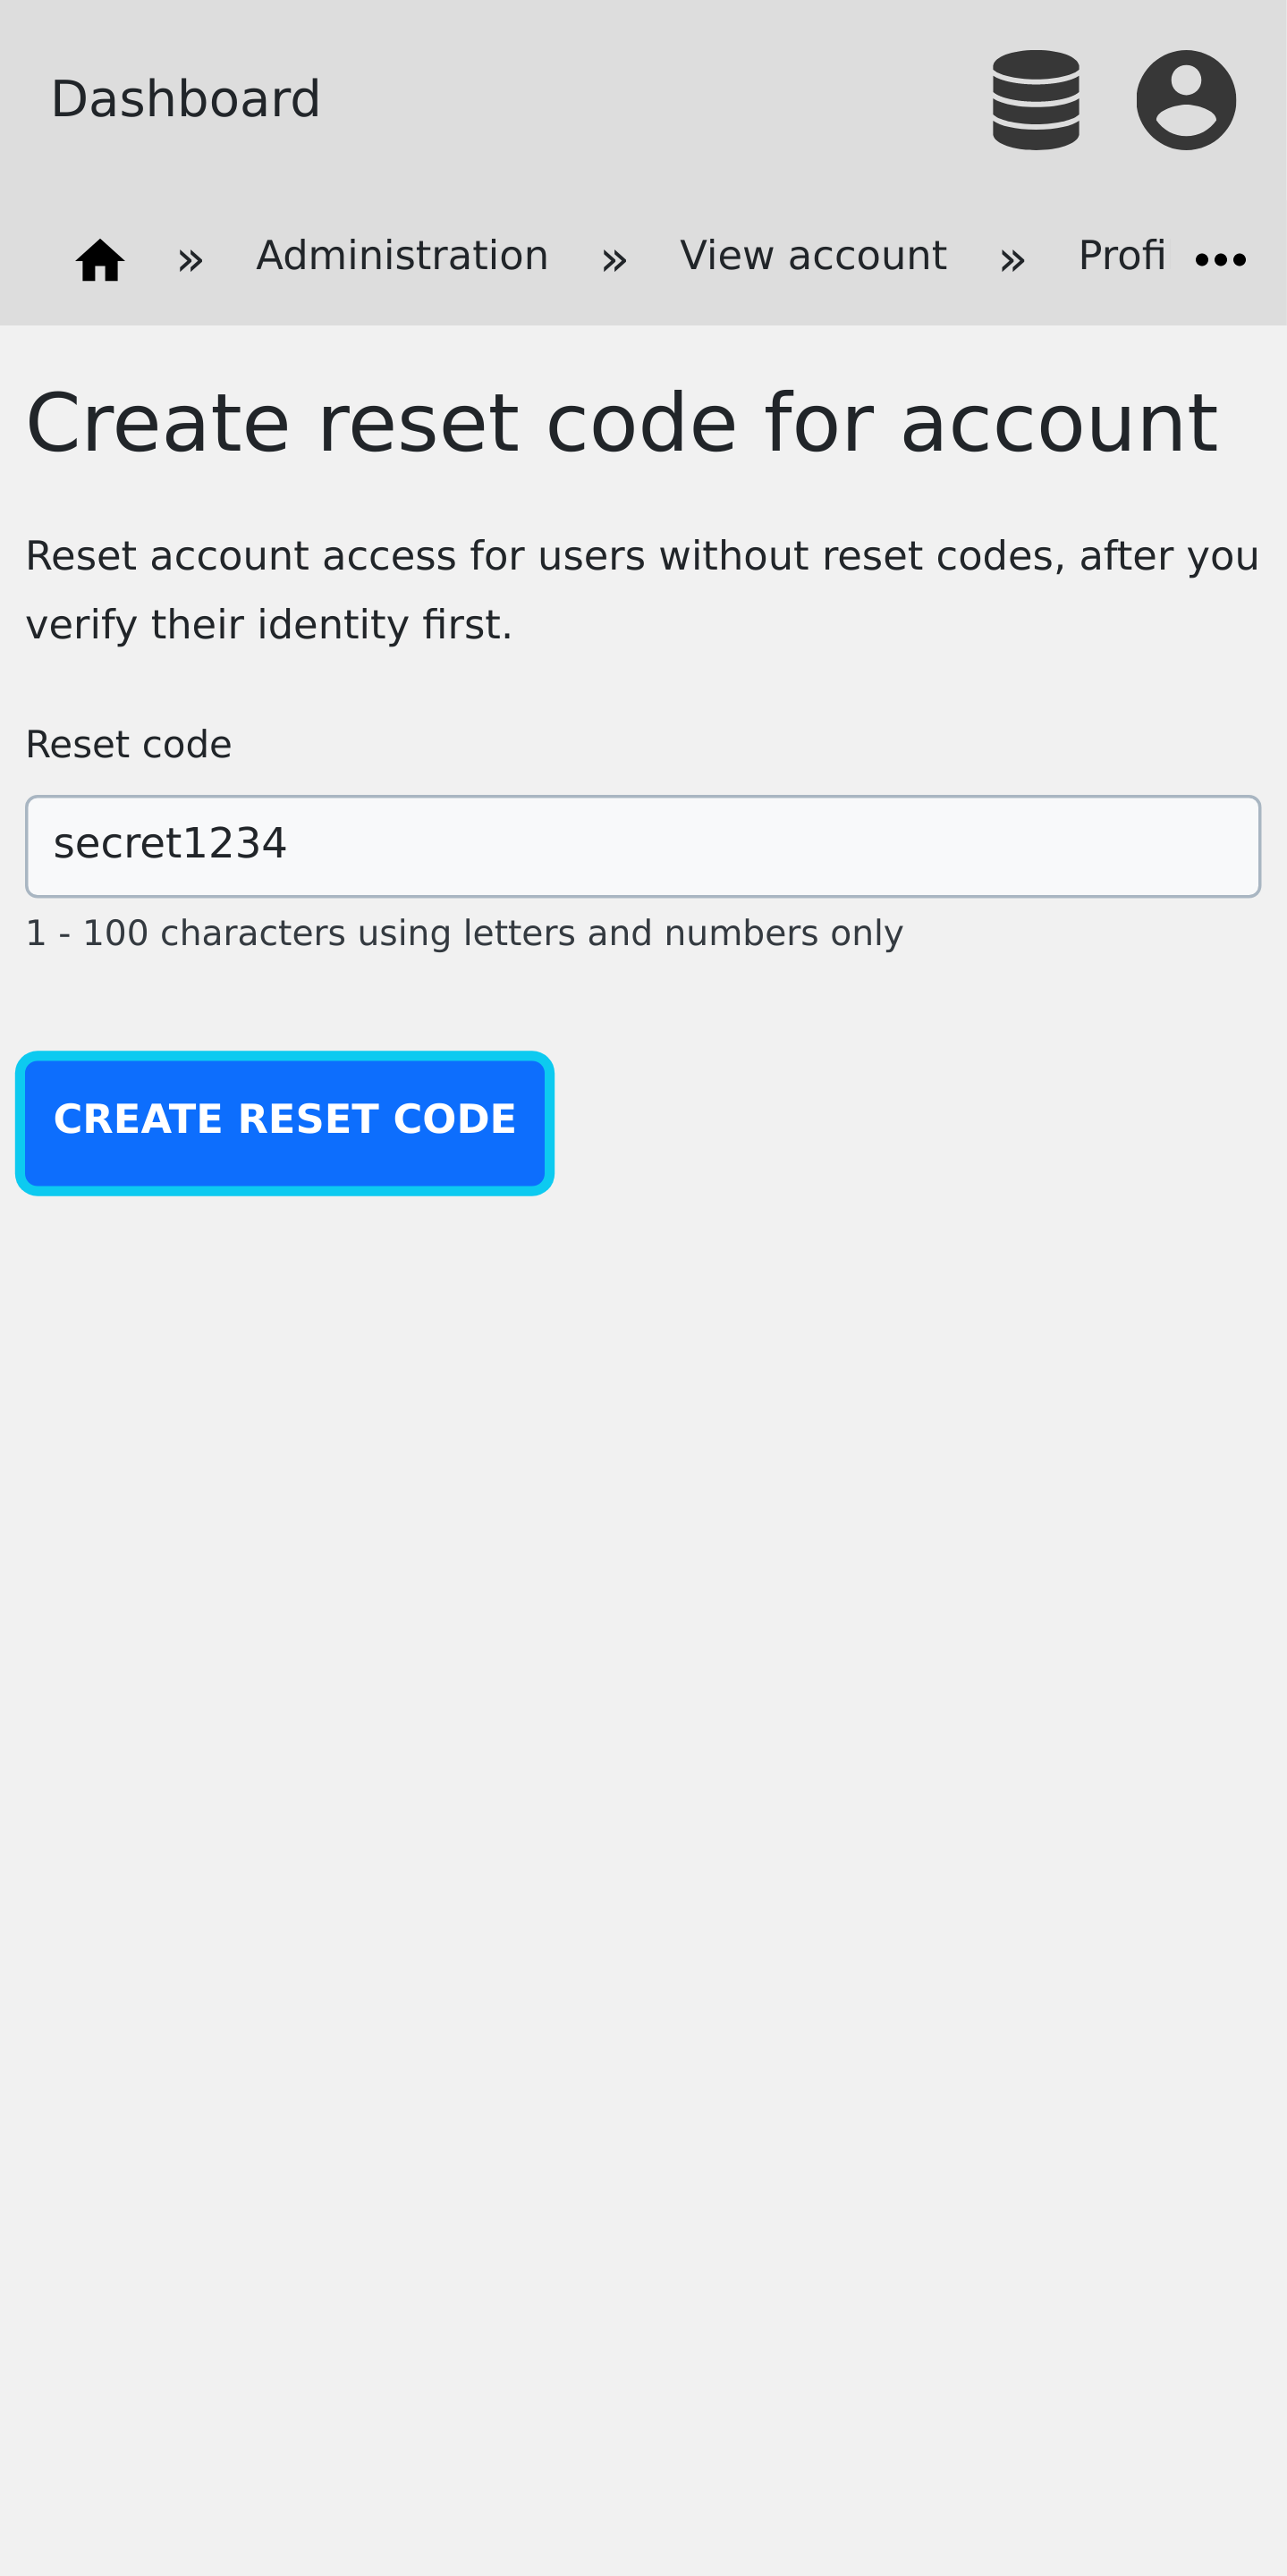 Dashboard
» Administration » View account » Profi •••
Create reset code for account
Reset account access for users without reset codes, after you
verify their identity first.
Reset code
secret1234
1 - 100 characters using letters and numbers only
CREATE RESET CODE